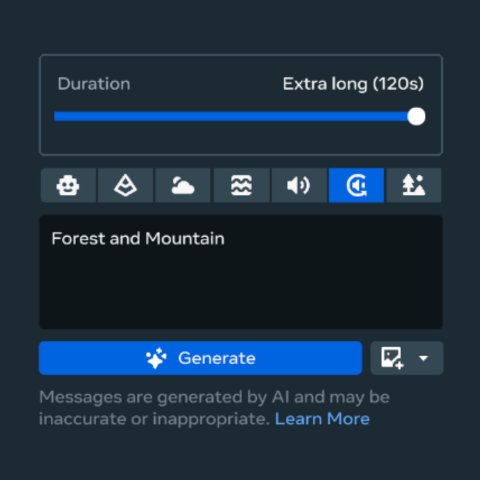 Duration
Extra long (120s)
Forest and Mountain
Generate
Messages are generated by AI and may be
inaccurate or inappropriate. Learn More